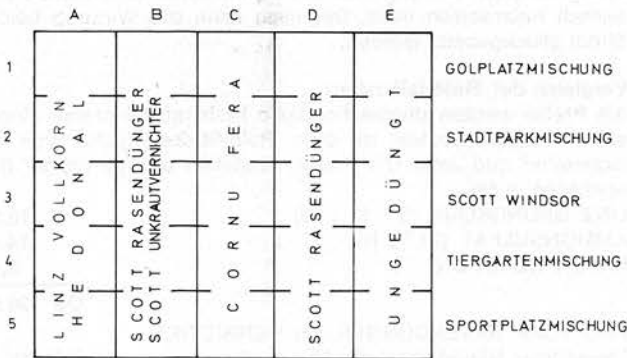 A B C D E
1 GOLPLATZMISCHUNG
2 STADTPARKMISCHUNG
3 SCOTT WINDSOR
4 TIERGARTENMISCHUNG
5 SPORTPLATZMISCHUNG
LINZ VOLLKORN
HEDONAL
SCOTT RASENDÜNGER
SCOTT UNKRAUTVERNICHTER
CORNUFERA
SCOTT RASENDÜNGER
UNGEDÜNGT